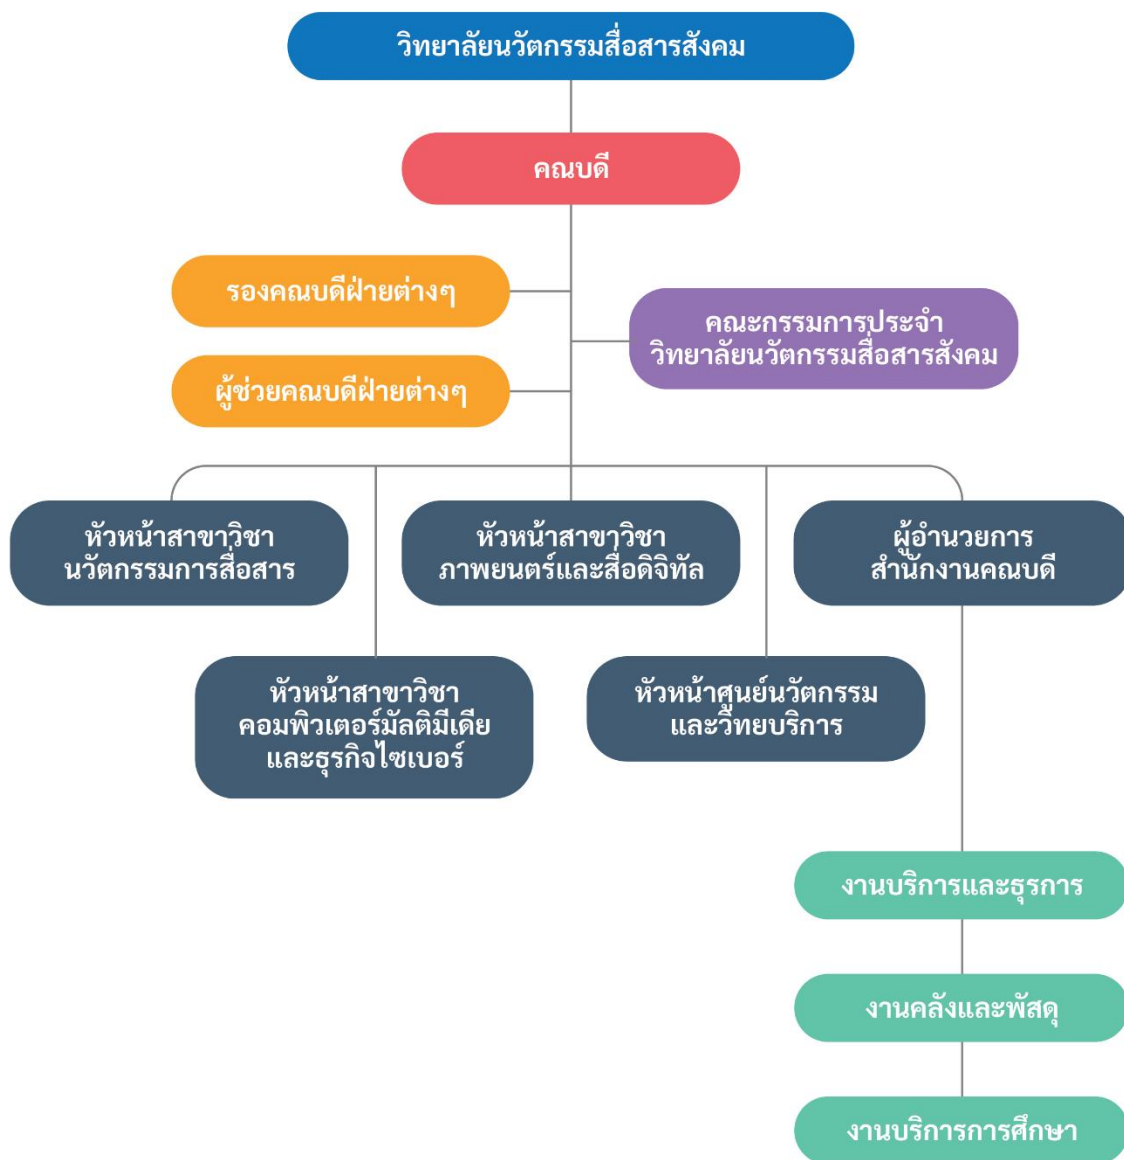 วิทยาลัยนวัตกรรมสื่อสารสังคม
คณบดี
รองคณบดีฝ่ายต่างๆ
คณะกรรมการประจำ
วิทยาลัยนวัตกรรมสื่อสารสังคม
ผู้ช่วยคณบดีฝ่ายต่างๆ
หัวหน้าสาขาวิชา
นวัตกรรมการสื่อสาร
หัวหน้าสาขาวิชา
ภาพยนตร์และสื่อดิจิทัล
ผู้อำนวยการ
สำนักงานคณบดี
หัวหน้าสาขาวิชา
คอมพิวเตอร์มัลติมีเดีย
และธุรกิจไซเบอร์
หัวหน้าศูนย์นวัตกรรม
และวิทยบริการ
งานบริการและธุรการ
งานคลังและพัสดุ
งานบริการการศึกษา